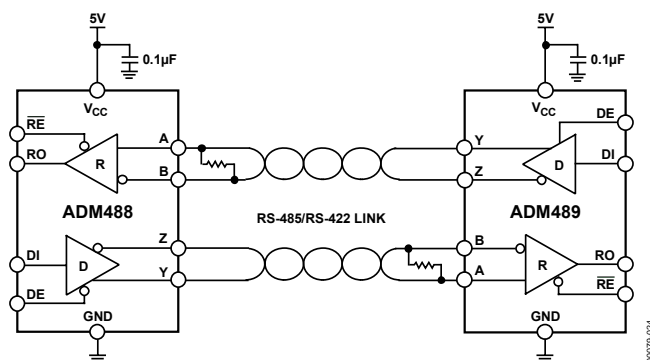 5V
5V
0.1µF
0.1µF
VCC
VCC
RE
DE
A
Y
RO
R
D
DI
B
Z
ADM488
RS-485/RS-422 LINK
ADM489
Z
B
DI
D
R
RO
Y
A
DE
RE
GND
GND